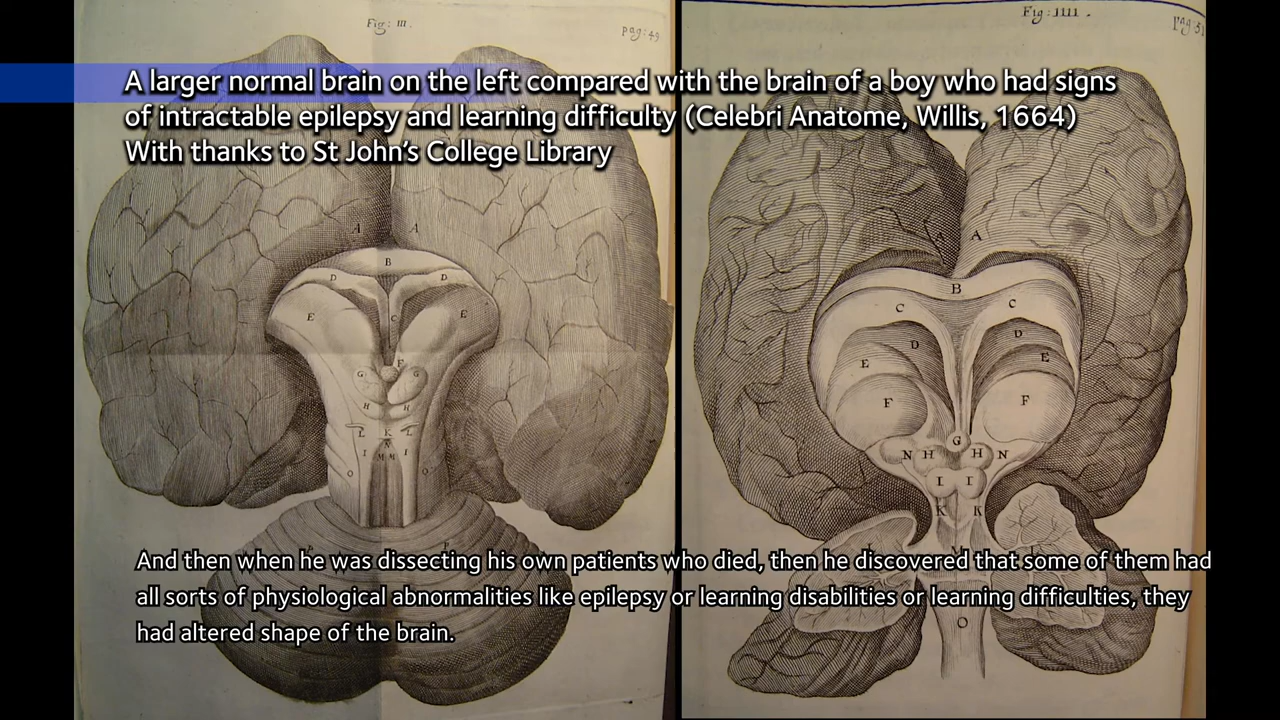 Fig: III.
pag: 49
Fig: IIII.
A larger normal brain on the left compared with the brain of a boy who had signs
of intractable epilepsy and learning difficulty (Celebri Anatome, Willis, 1664)
With thanks to St John's College Library
A A
B
D D
E C E
F
G G
H H
L K L
N
I M M I
O O
A
B
C C
D D
E E
F F
G
N H H N
I I
K K
O
And then when he was dissecting his own patients who died, then he discovered that some of them had
all sorts of physiological abnormalities like epilepsy or learning disabilities or learning difficulties, they
had altered shape of the brain.